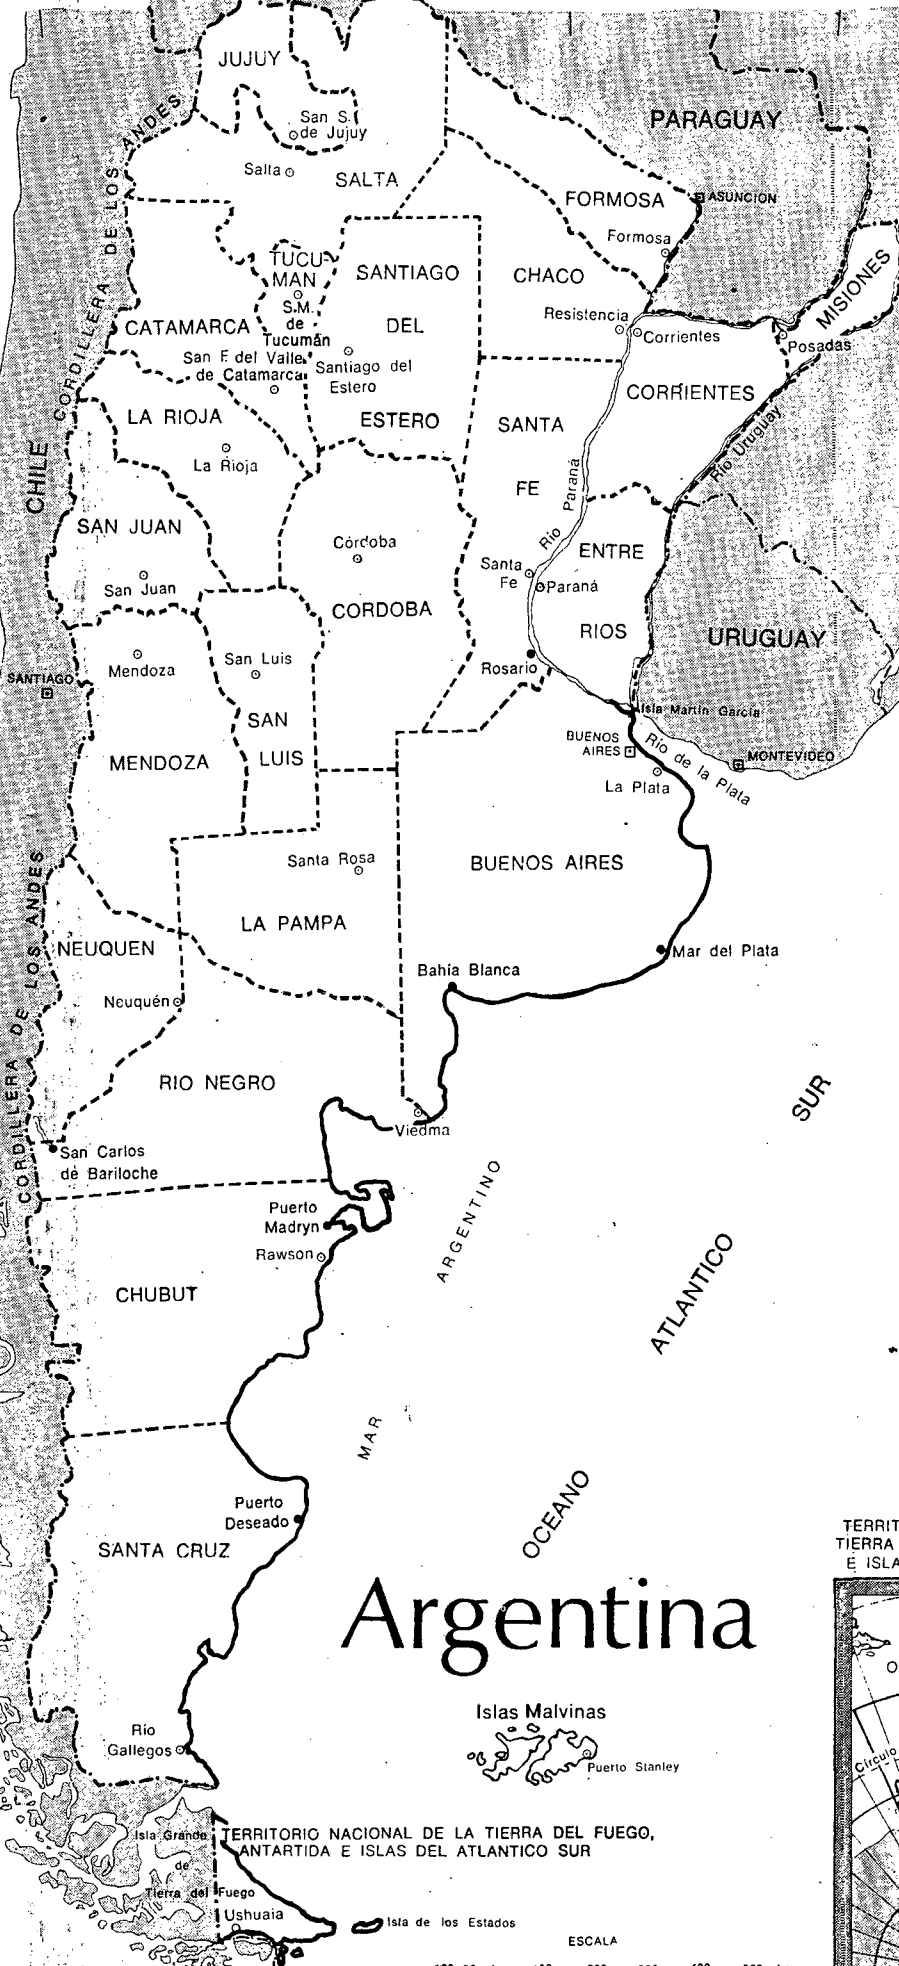 JUJUY
San S.
de Jujuy
PARAGUAY
CORDILLERA DE LOS ANDES
Salta
SALTA
FORMOSA
ASUNCION
Formosa
TUCU-
MAN
S.M.
de
Tucumán
SANTIAGO
DEL
ESTERO
CHACO
MISIONES
Resistencia
Corrientes
Posadas
CATAMARCA
San F. del Valle
de Catamarca
Santiago del
Estero
CORRIENTES
LA RIOJA
La Rioja
SANTA
FE
Río Uruguay
CHILE
Río Paraná
SAN JUAN
San Juan
Córdoba
CORDOBA
ENTRE
RIOS
Santa
Fe
Paraná
URUGUAY
Mendoza
San Luis
Rosario
SANTIAGO
SAN
LUIS
Isla Martín García
MENDOZA
BUENOS
AIRES
Río de la Plata
MONTEVIDEO
La Plata
Santa Rosa
BUENOS AIRES
LA PAMPA
CORDILLERA DE LOS ANDES
NEUQUEN
Mar del Plata
Bahía Blanca
Neuquén
RIO NEGRO
Viedma
San Carlos
de Bariloche
OCEANO ATLANTICO SUR
MAR ARGENTINO
Puerto
Madryn
Rawson
CHUBUT
Puerto
Deseado
SANTA CRUZ
TERRIT
TIERRA
E ISLA
Argentina
Islas Malvinas
Puerto Stanley
Río
Gallegos
Círculo
Isla Grande
de
Tierra del Fuego
TERRITORIO NACIONAL DE LA TIERRA DEL FUEGO,
ANTARTIDA E ISLAS DEL ATLANTICO SUR
Ushuaia
Isla de los Estados
ESCALA